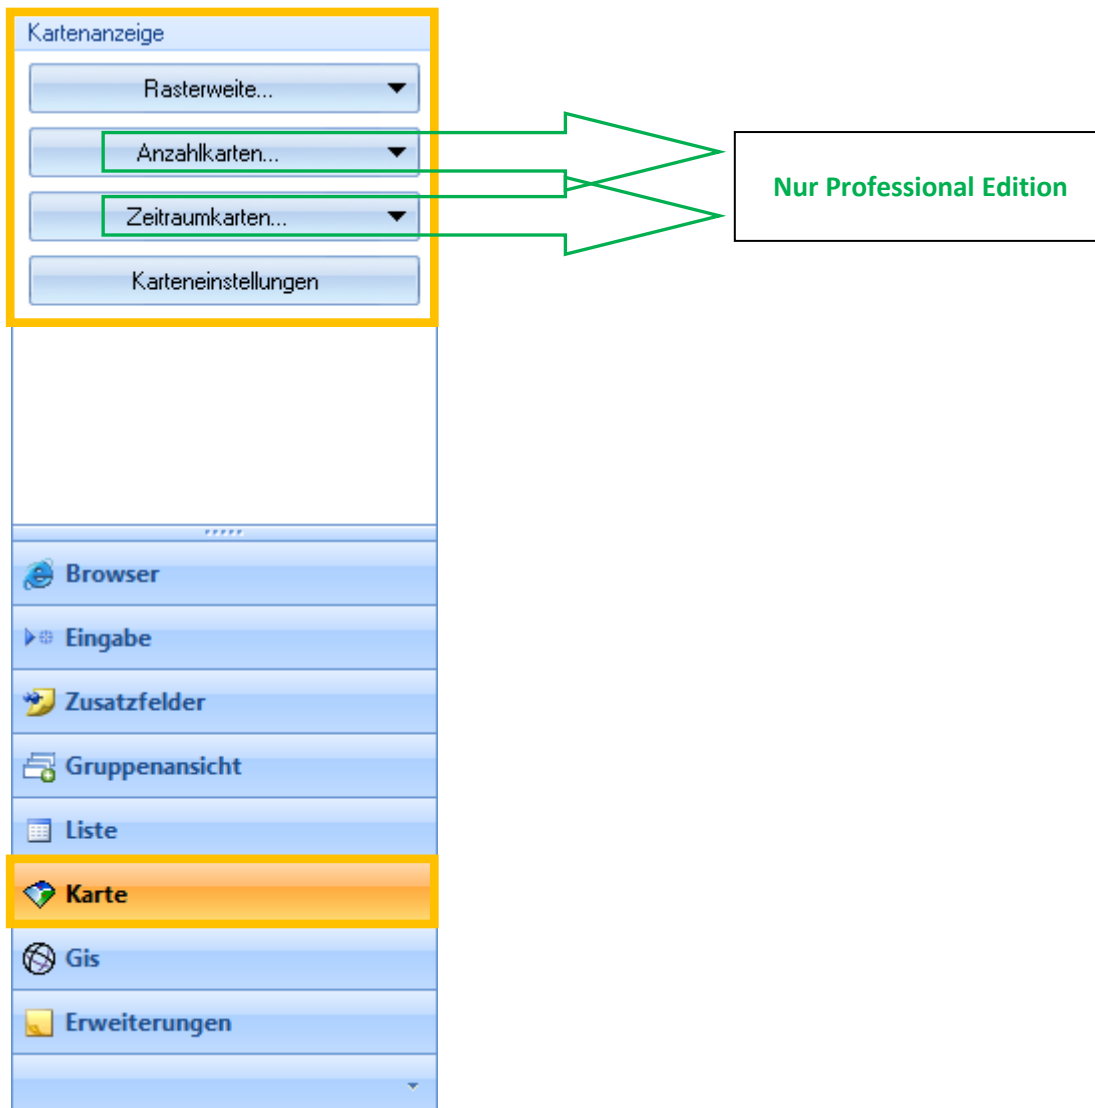 Kartenanzeige
Rasterweite...
Anzahlkarten...
Nur Professional Edition
Zeitraumkarten...
Karteneinstellungen
Browser
Eingabe
Zusatzfelder
Gruppenansicht
Liste
Karte
Gis
Erweiterungen